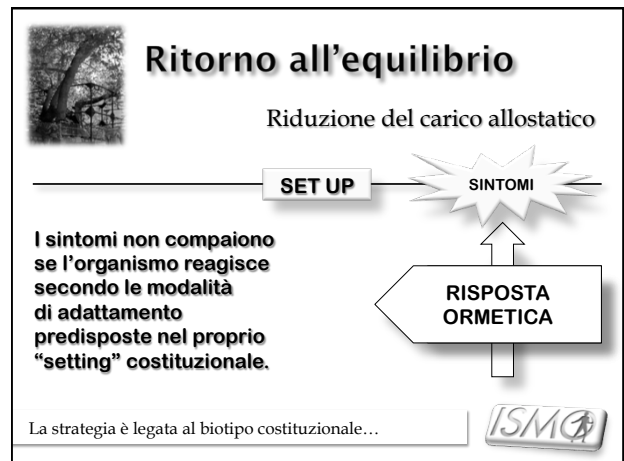 Ritorno all'equilibrio
Riduzione del carico allostatico
SET UP
SINTOMI
I sintomi non compaiono
se l'organismo reagisce
secondo le modalità
di adattamento
predisposte nel proprio
“setting” costituzionale.
RISPOSTA
ORMETICA
La strategia è legata al biotipo costituzionale…
ISMO